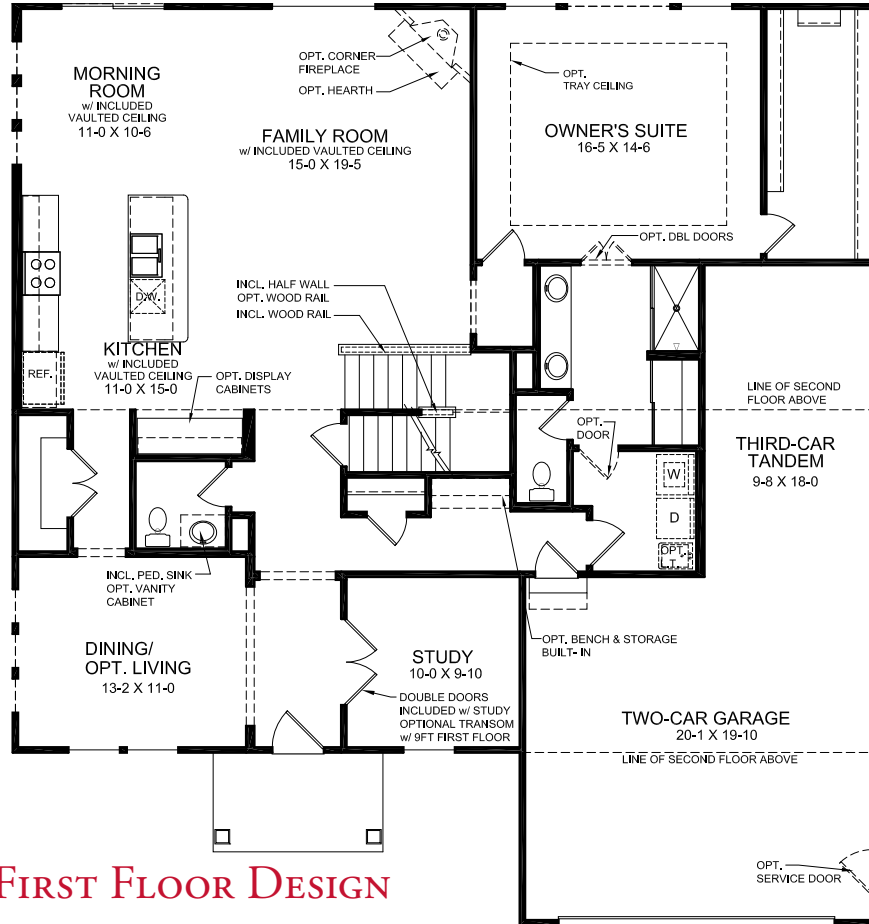 OPT. CORNER
FIREPLACE
OPT. HEARTH
MORNING
ROOM
w/ INCLUDED
VAULTED CEILING
11-0 X 10-6
FAMILY ROOM
w/ INCLUDED VAULTED CEILING
15-0 X 19-5
OPT.
TRAY CEILING
OWNER'S SUITE
16-5 X 14-6
OPT. DBL DOORS
INCL. HALF WALL
OPT. WOOD RAIL
INCL. WOOD RAIL
D.W.
REF.
KITCHEN
w/ INCLUDED
VAULTED CEILING
11-0 X 15-0
OPT. DISPLAY
CABINETS
LINE OF SECOND
FLOOR ABOVE
OPT.
DOOR
THIRD-CAR
TANDEM
9-8 X 18-0
W
D
OPT.
T.
INCL. PED. SINK
OPT. VANITY
CABINET
DINING/
OPT. LIVING
13-2 X 11-0
STUDY
10-0 X 9-10
DOUBLE DOORS
INCLUDED w/ STUDY
OPTIONAL TRANSOM
w/ 9FT FIRST FLOOR
OPT. BENCH & STORAGE
BUILT- IN
TWO-CAR GARAGE
20-1 X 19-10
LINE OF SECOND FLOOR ABOVE
OPT.
SERVICE DOOR
FIRST FLOOR DESIGN